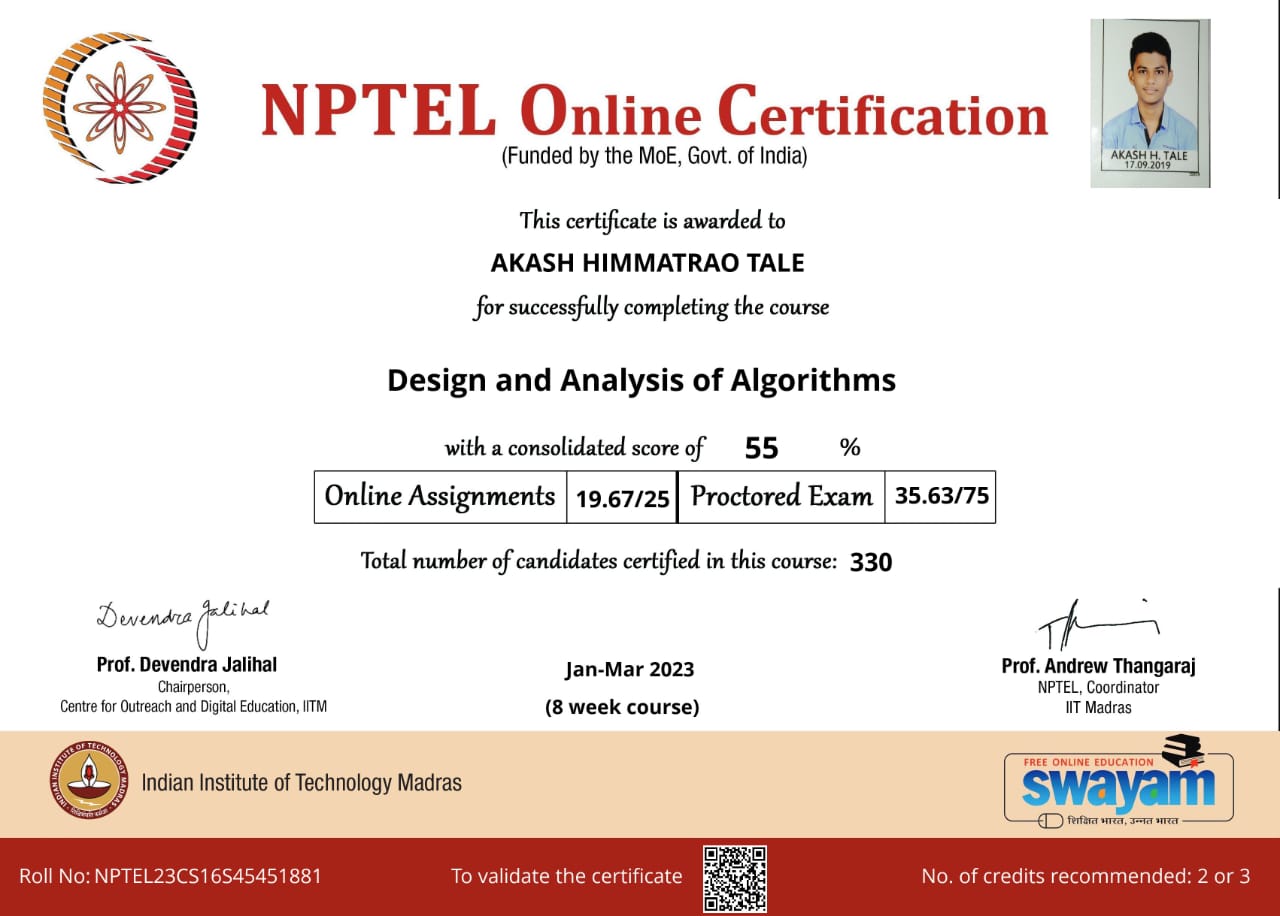 NPTEL Online Certification
(Funded by the MoE, Govt. of India)
AKASH H. TALE
17.09.2019
This certificate is awarded to
AKASH HIMMATRAO TALE
for successfully completing the course
Design and Analysis of Algorithms
with a consolidated score of 55 %
Online Assignments 19.67/25 Proctored Exam 35.63/75
Total number of candidates certified in this course: 330
Devendra Jalihal
Prof. Devendra Jalihal
Chairperson,
Centre for Outreach and Digital Education, IITM
Jan-Mar 2023
(8 week course)
Prof. Andrew Thangaraj
NPTEL, Coordinator
IIT Madras
INDIAN INSTITUTE OF TECHNOLOGY MADRAS
Indian Institute of Technology Madras
FREE ONLINE EDUCATION
swayam
शिक्षित भारत, उन्नत भारत
Roll No: NPTEL23CS16S45451881
To validate the certificate
No. of credits recommended: 2 or 3